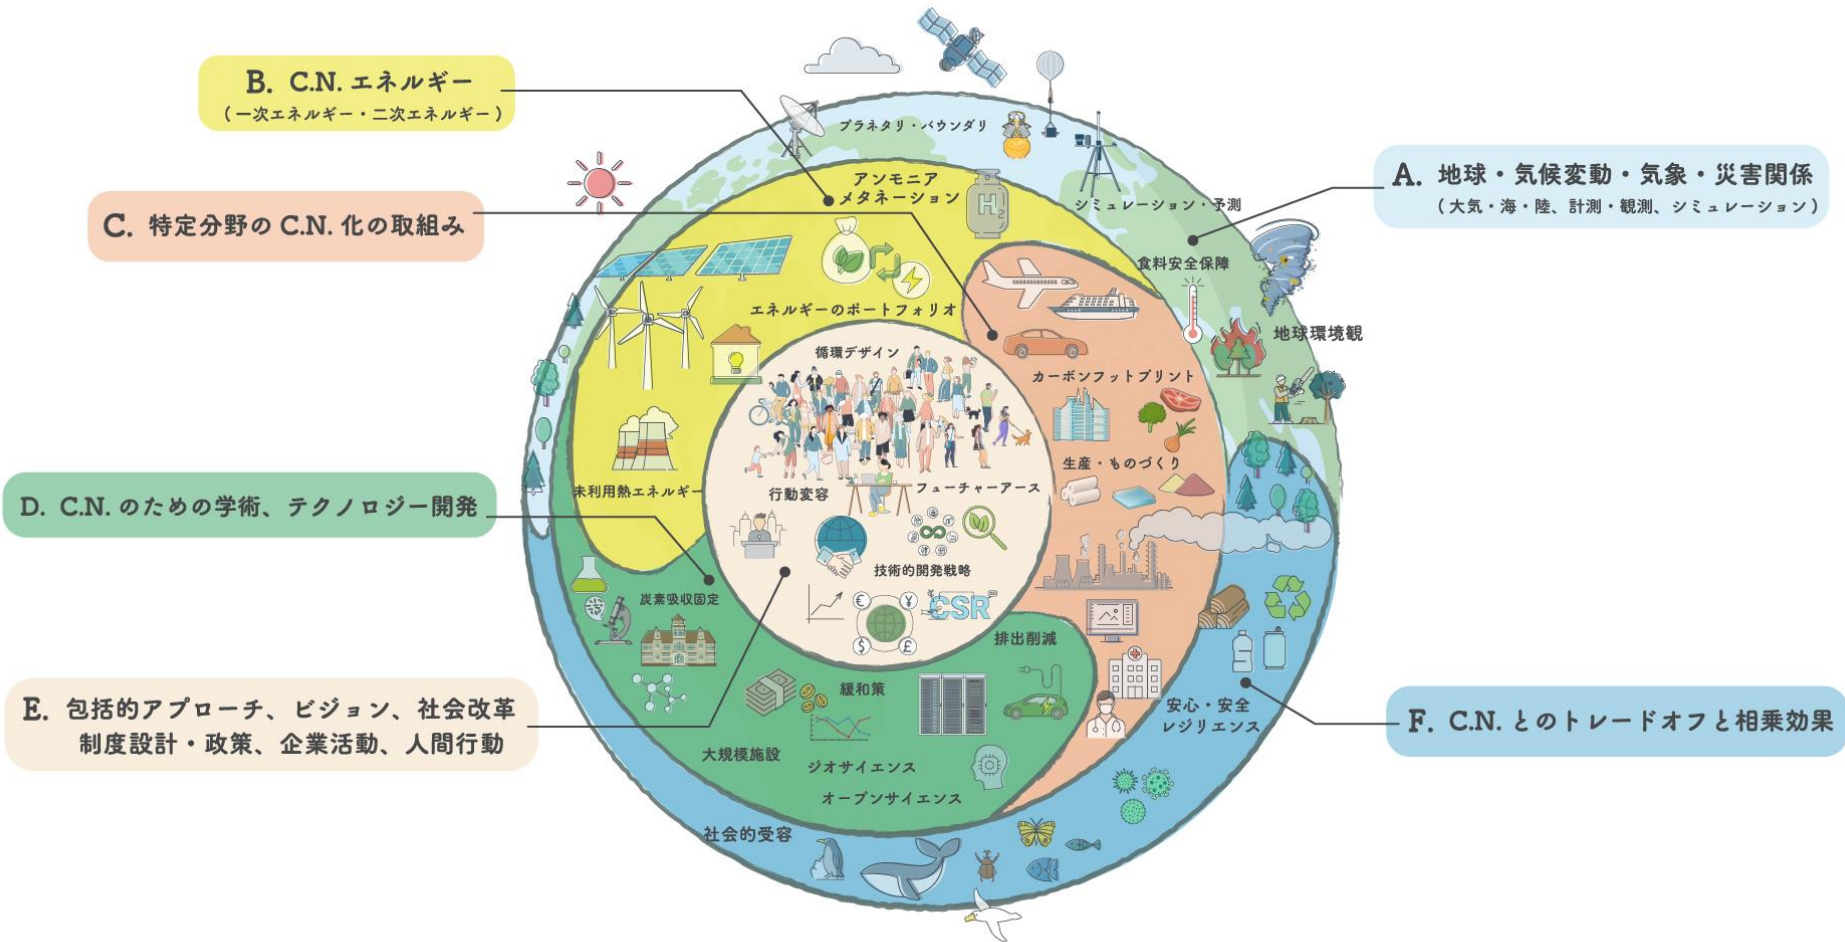 B. C.N. エネルギー
(一次エネルギー・二次エネルギー)
C. 特定分野の C.N. 化の取組み
D. C.N. のための学術、テクノロジー開発
E. 包括的アプローチ、ビジョン、社会改革
制度設計・政策、企業活動、人間行動
A. 地球・気候変動・気象・災害関係
(大気・海・陸、計測・観測、シミュレーション)
F. C.N. とのトレードオフと相乗効果
プラネタリ・バウンダリ
アンモニア
メタネーション
H2
シミュレーション・予測
食料安全保障
地球環境観
エネルギーのポートフォリオ
循環デザイン
カーボンフットプリント
生産・ものづくり
未利用熱エネルギー
行動変容
フューチャーアース
技術的開発戦略
€
¥
$
£
CSR
炭素吸収固定
排出削減
緩和策
安心・安全
レジリエンス
大規模施設
ジオサイエンス
オープンサイエンス
社会的受容